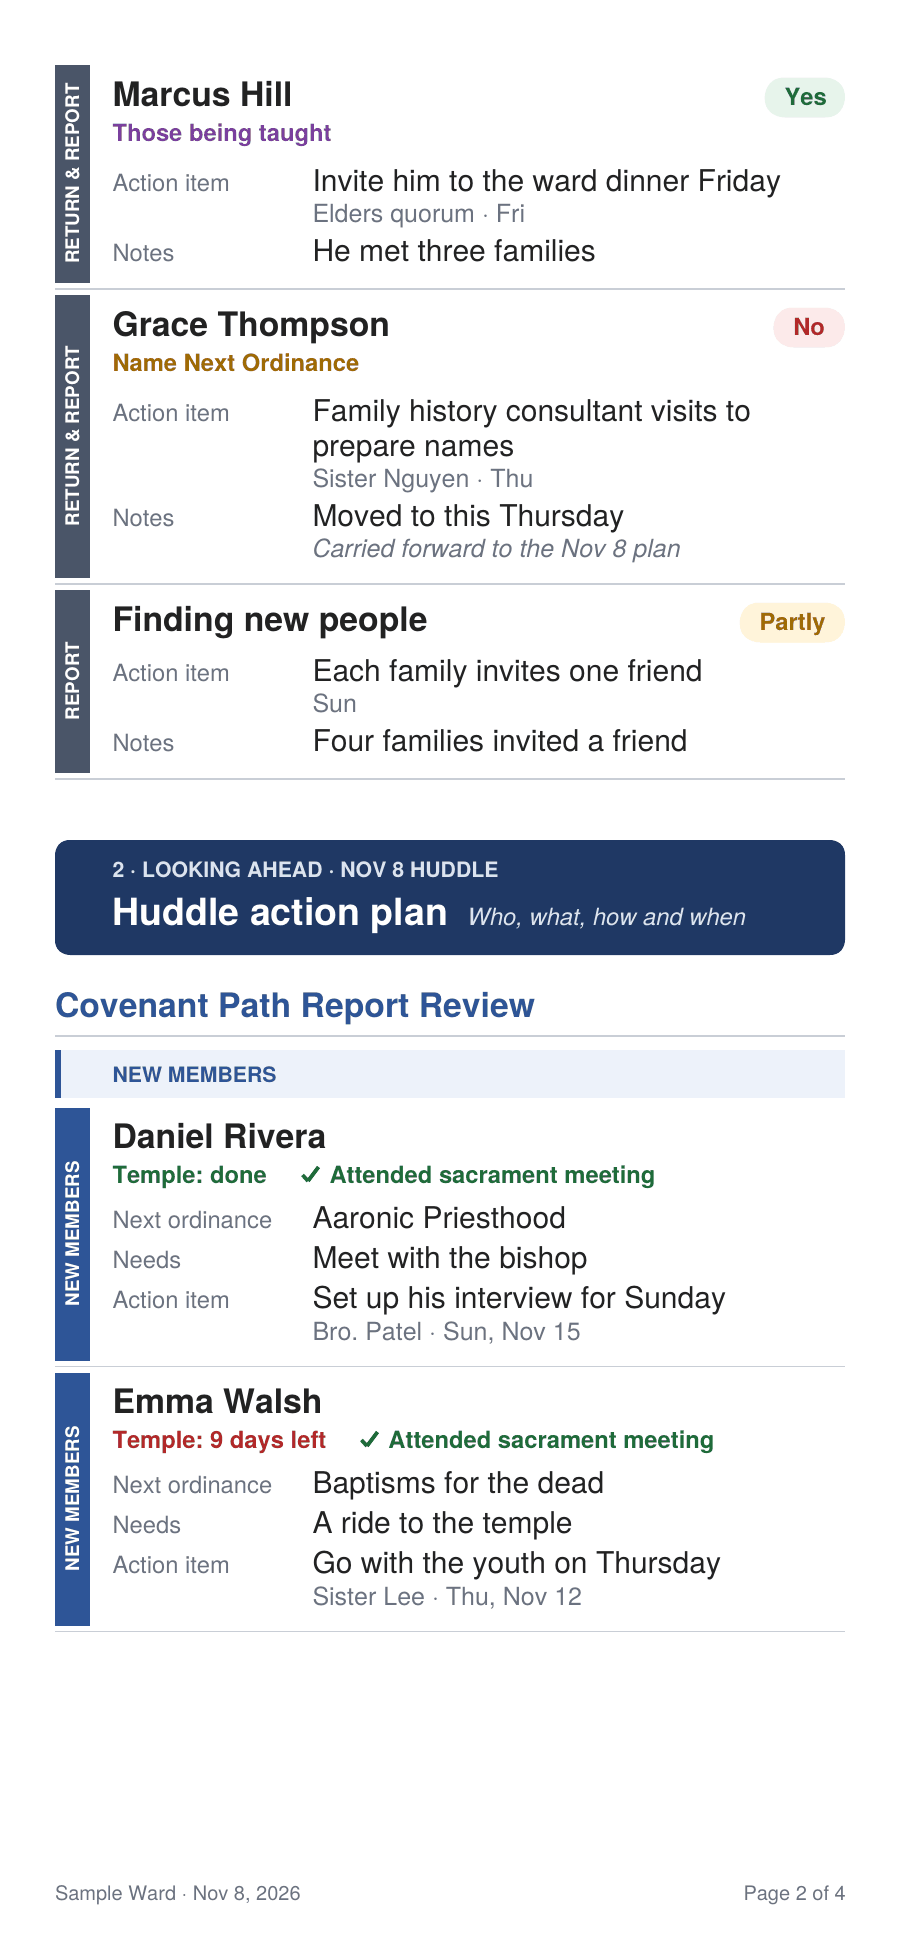 RETURN & REPORT
Marcus Hill
Yes
Those being taught
Action item
Invite him to the ward dinner Friday
Elders quorum · Fri
Notes
He met three families
RETURN & REPORT
Grace Thompson
No
Name Next Ordinance
Action item
Family history consultant visits to
prepare names
Sister Nguyen · Thu
Notes
Moved to this Thursday
Carried forward to the Nov 8 plan
REPORT
Finding new people
Partly
Action item
Each family invites one friend
Sun
Notes
Four families invited a friend
2 · LOOKING AHEAD · NOV 8 HUDDLE
Huddle action plan Who, what, how and when
Covenant Path Report Review
NEW MEMBERS
NEW MEMBERS
Daniel Rivera
Temple: done ✓ Attended sacrament meeting
Next ordinance
Aaronic Priesthood
Needs
Meet with the bishop
Action item
Set up his interview for Sunday
Bro. Patel · Sun, Nov 15
NEW MEMBERS
Emma Walsh
Temple: 9 days left ✓ Attended sacrament meeting
Next ordinance
Baptisms for the dead
Needs
A ride to the temple
Action item
Go with the youth on Thursday
Sister Lee · Thu, Nov 12
Sample Ward · Nov 8, 2026
Page 2 of 4